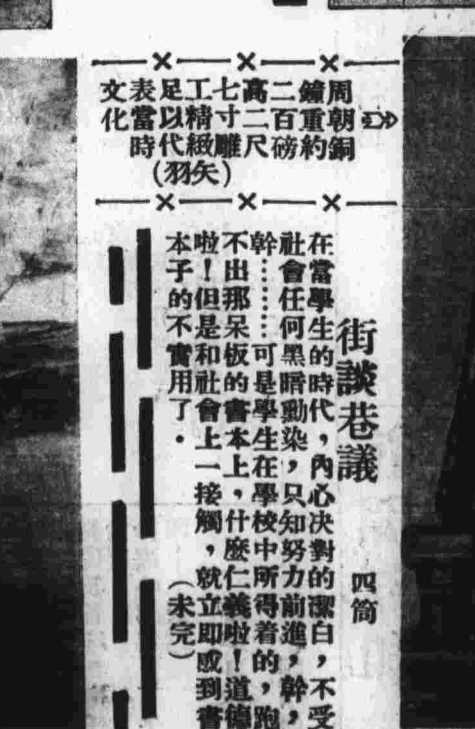 周朝銅
鐘重約
二百磅
高二尺
七寸雕
工精緻
足以代
表當時
文化
(矢羽)
街談巷議 四筒
在當學生的時代，內心決對的潔白，不受
社會任何黑暗動染，只知努力前進，幹，
幹⋯⋯⋯可是學生在學校中所得着的，跑
不出那呆板的書本上，什麼仁義啦！道德
啦！但是和社會上一接觸，就立即感到書
本子的不實用了．（未完）